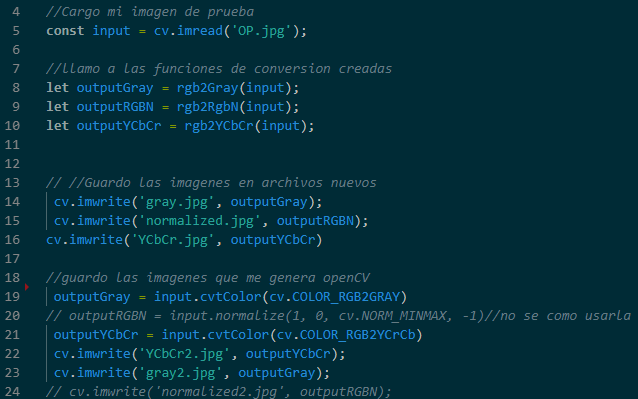 4 //Cargo mi imagen de prueba
5 const input = cv.imread('OP.jpg');
6
7 //llamo a las funciones de conversion creadas
8 let outputGray = rgb2Gray(input);
9 let outputRGBN = rgb2RgbN(input);
10 let outputYCbCr = rgb2YCbCr(input);
11
12
13 // //Guardo las imagenes en archivos nuevos
14 cv.imwrite('gray.jpg', outputGray);
15 cv.imwrite('normalized.jpg', outputRGBN);
16 cv.imwrite('YCbCr.jpg', outputYCbCr)
17
18 //guardo las imagenes que me genera openCV
19 outputGray = input.cvtColor(cv.COLOR_RGB2GRAY)
20 // outputRGBN = input.normalize(1, 0, cv.NORM_MINMAX, -1)//no se como usarla
21 outputYCbCr = input.cvtColor(cv.COLOR_RGB2YCrCb)
22 cv.imwrite('YCbCr2.jpg', outputYCbCr);
23 cv.imwrite('gray2.jpg', outputGray);
24 // cv.imwrite('normalized2.jpg', outputRGBN);